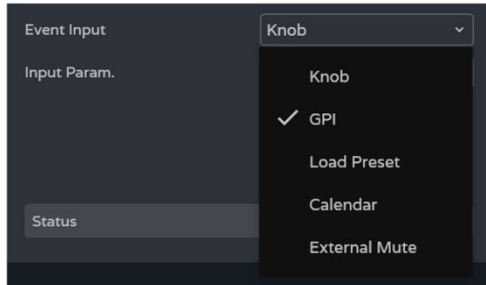 Event Input
Knob
Input Param.
Knob
GPI
Load Preset
Calendar
External Mute
Status